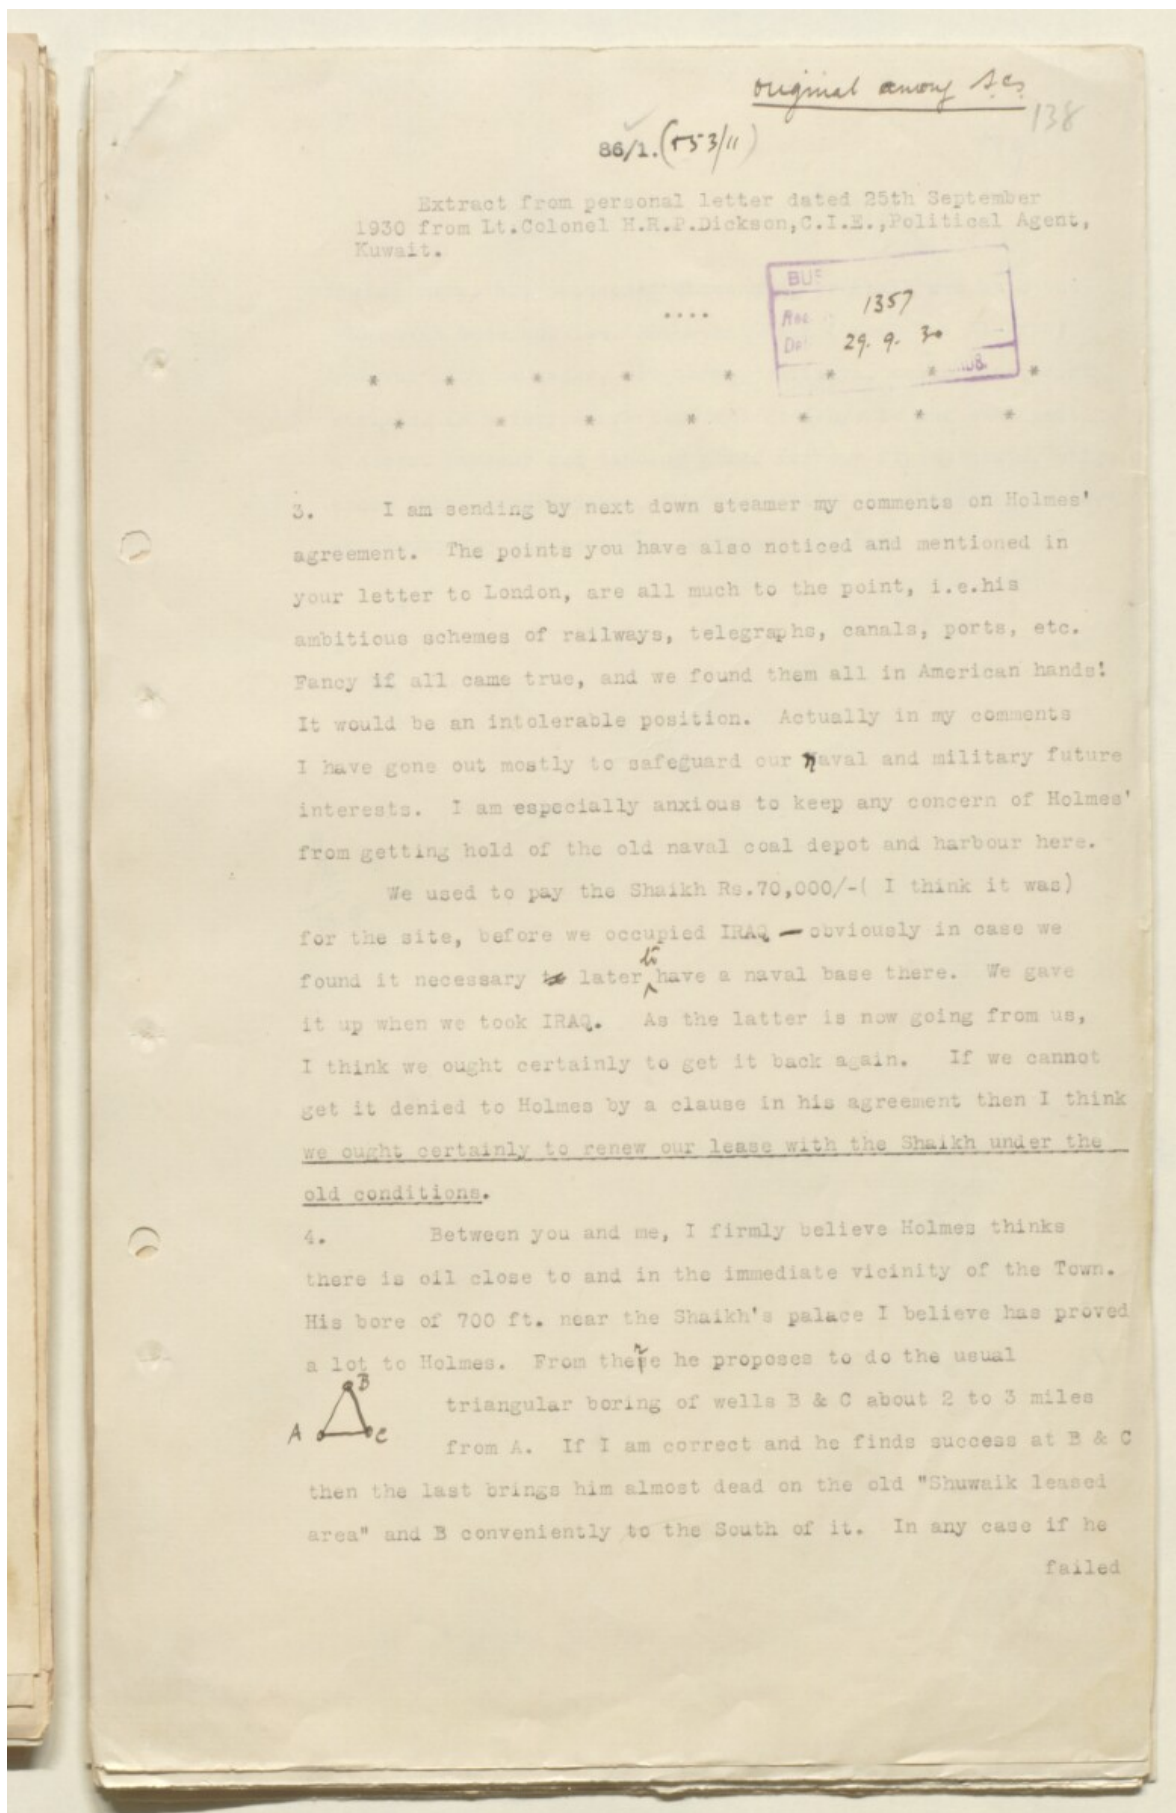 original among S.Cs.
138
86/1. (¹53/11)
Extract from personal letter dated 25th September
1930 from Lt.Colonel H.R.P.Dickson,C.I.E.,Political Agent,
Kuwait.
....
BUS
1357
29. 9. 30
* * * * * * * *
* * * * * * *
3. I am sending by next down steamer my comments on Holmes'
agreement. The points you have also noticed and mentioned in
your letter to London, are all much to the point, i.e.his
ambitious schemes of railways, telegraphs, canals, ports, etc.
Fancy if all came true, and we found them all in American hands!
It would be an intolerable position. Actually in my comments
I have gone out mostly to safeguard our naval and military future
interests. I am especially anxious to keep any concern of Holmes'
from getting hold of the old naval coal depot and harbour here.
We used to pay the Shaikh Rs.70,000/-( I think it was)
for the site, before we occupied IRAQ — obviously in case we
found it necessary later to have a naval base there. We gave
it up when we took IRAQ. As the latter is now going from us,
I think we ought certainly to get it back again. If we cannot
get it denied to Holmes by a clause in his agreement then I think
we ought certainly to renew our lease with the Shaikh under the
old conditions.
4. Between you and me, I firmly believe Holmes thinks
there is oil close to and in the immediate vicinity of the Town.
His bore of 700 ft. near the Shaikh's palace I believe has proved
a lot to Holmes. From there he proposes to do the usual
B
triangular boring of wells B & C about 2 to 3 miles
A C
from A. If I am correct and he finds success at B & C
then the last brings him almost dead on the old "Shuwaik leased
area" and B conveniently to the South of it. In any case if he
failed